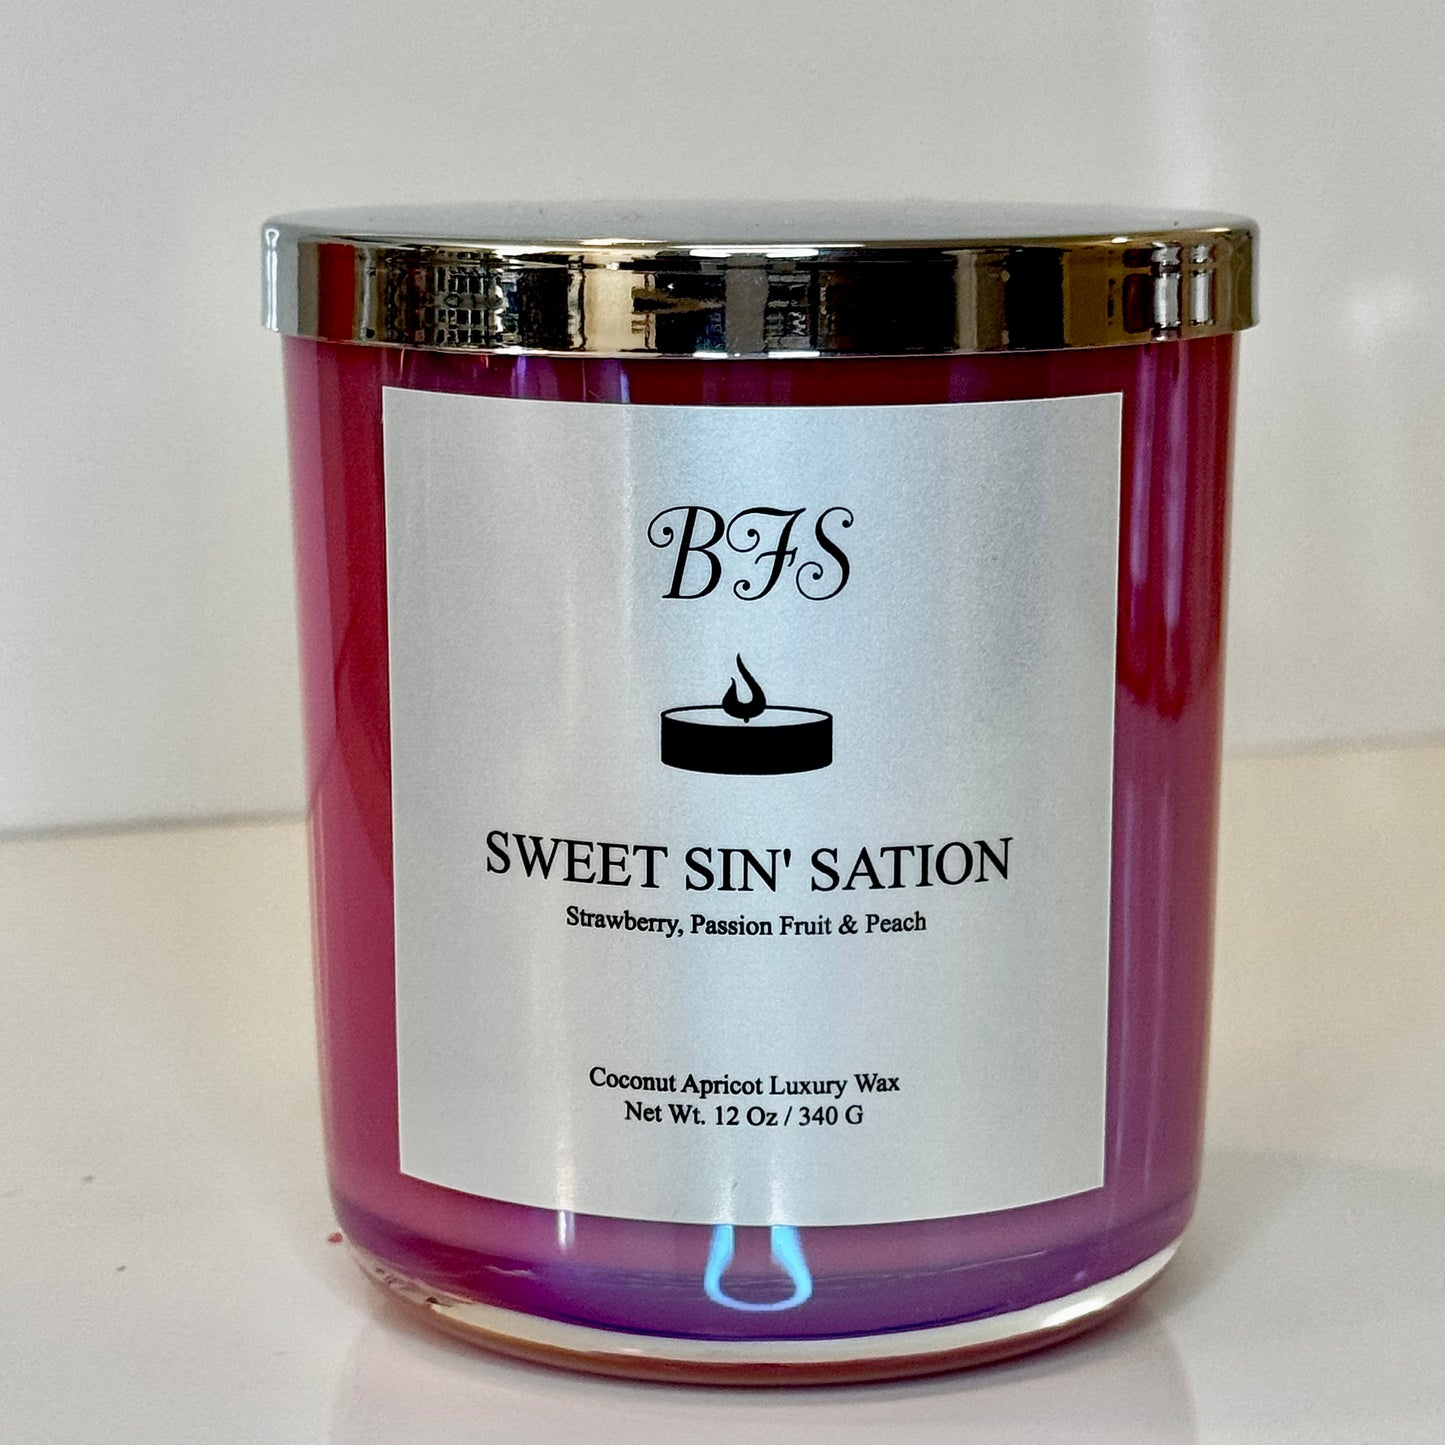 BFS
SWEET SIN' SATION
Strawberry, Passion Fruit & Peach
Coconut Apricot Luxury Wax
Net Wt. 12 Oz / 340 G